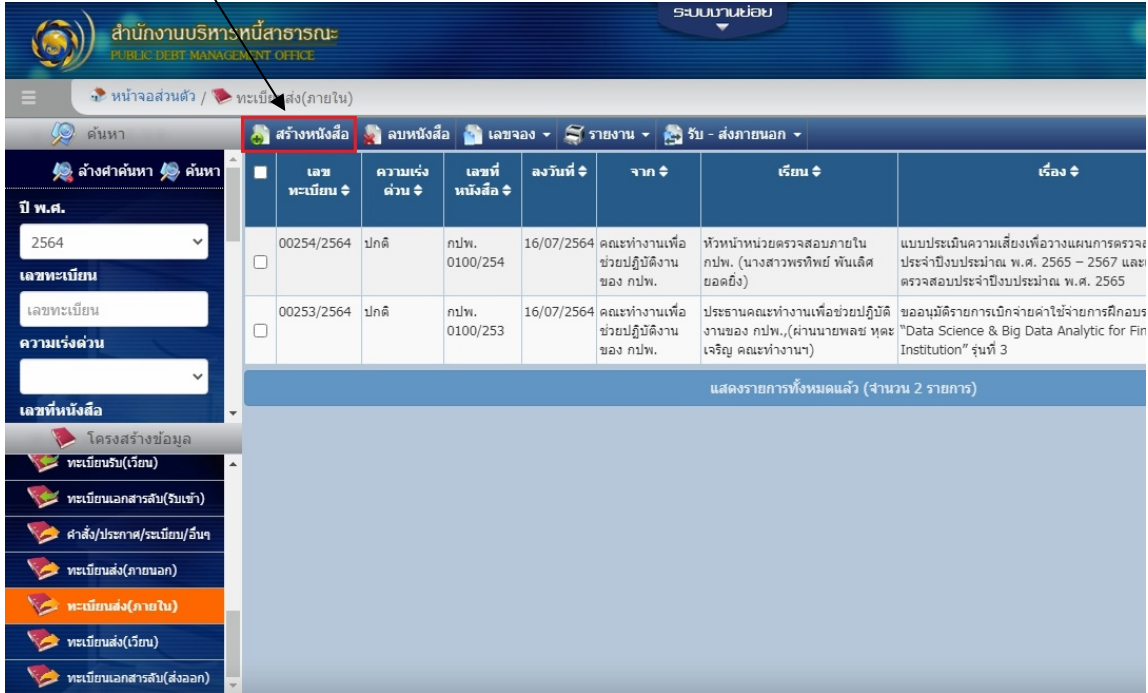 สำนักงานบริหารหนี้สาธารณะ
PUBLIC DEBT MANAGEMENT OFFICE
ระบบงานย่อย
หน้าจอส่วนตัว / ทะเบียนส่ง(ภายใน)
ค้นหา
สร้างหนังสือ ลบหนังสือ เลขจอง รายงาน รับ - ส่งภายนอก
ล้างคำค้นหา ค้นหา
ปี พ.ศ.
2564
เลขทะเบียน
เลขทะเบียน
ความเร่งด่วน
เลขที่หนังสือ
โครงสร้างข้อมูล
ทะเบียนรับ(เวียน)
ทะเบียนเอกสารลับ(รับเข้า)
คำสั่ง/ประกาศ/ระเบียบ/อื่นๆ
ทะเบียนส่ง(ภายนอก)
ทะเบียนส่ง(ภายใน)
ทะเบียนส่ง(เวียน)
ทะเบียนเอกสารลับ(ส่งออก)
เลข ความเร่ง เลขที่ ลงวันที่ จาก เรียน เรื่อง
ทะเบียน ด่วน หนังสือ
00254/2564 ปกติ กปพ. 16/07/2564 คณะทำงานเพื่อ หัวหน้าหน่วยตรวจสอบภายใน แบบประเมินความเสี่ยงเพื่อวางแผนการตรวจส
0100/254 ช่วยปฏิบัติงาน กปพ. (นางสาวพรทิพย์ พันเลิศ ประจำปีงบประมาณ พ.ศ. 2565 – 2567 และ
ของ กปพ. ยอดยิ่ง) ตรวจสอบประจำปีงบประมาณ พ.ศ. 2565
00253/2564 ปกติ กปพ. 16/07/2564 คณะทำงานเพื่อ ประธานคณะทำงานเพื่อช่วยปฏิบัติ ขออนุมัติรายการเบิกจ่ายค่าใช้จ่ายการฝึกอบร
0100/253 ช่วยปฏิบัติงาน งานของ กปพ.,(ผ่านนายพลช หุตะ "Data Science & Big Data Analytic for Fin
ของ กปพ. เจริญ คณะทำงานฯ) Institution" รุ่นที่ 3
แสดงรายการทั้งหมดแล้ว (จำนวน 2 รายการ)